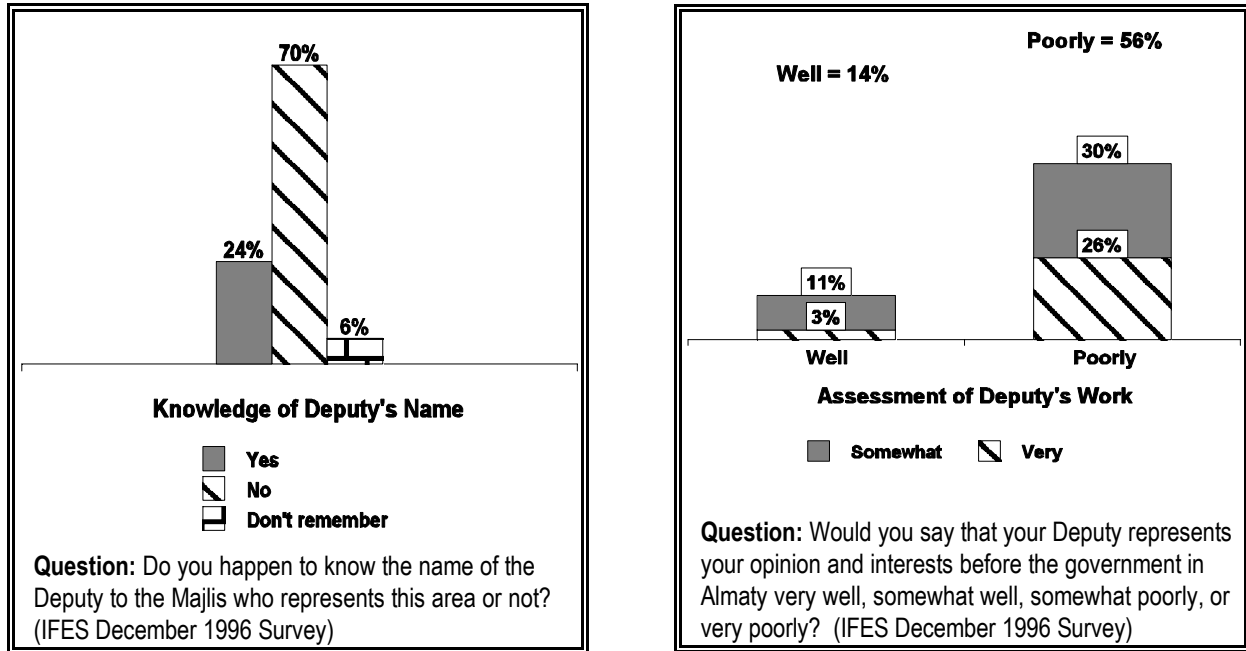 70%
24%
6%
Knowledge of Deputy's Name
Yes
No
Don't remember
Question: Do you happen to know the name of the
Deputy to the Majlis who represents this area or not?
(IFES December 1996 Survey)
Poorly = 56%
Well = 14%
30%
26%
11%
3%
Well Poorly
Assessment of Deputy's Work
Somewhat Very
Question: Would you say that your Deputy represents
your opinion and interests before the government in
Almaty very well, somewhat well, somewhat poorly, or
very poorly? (IFES December 1996 Survey)